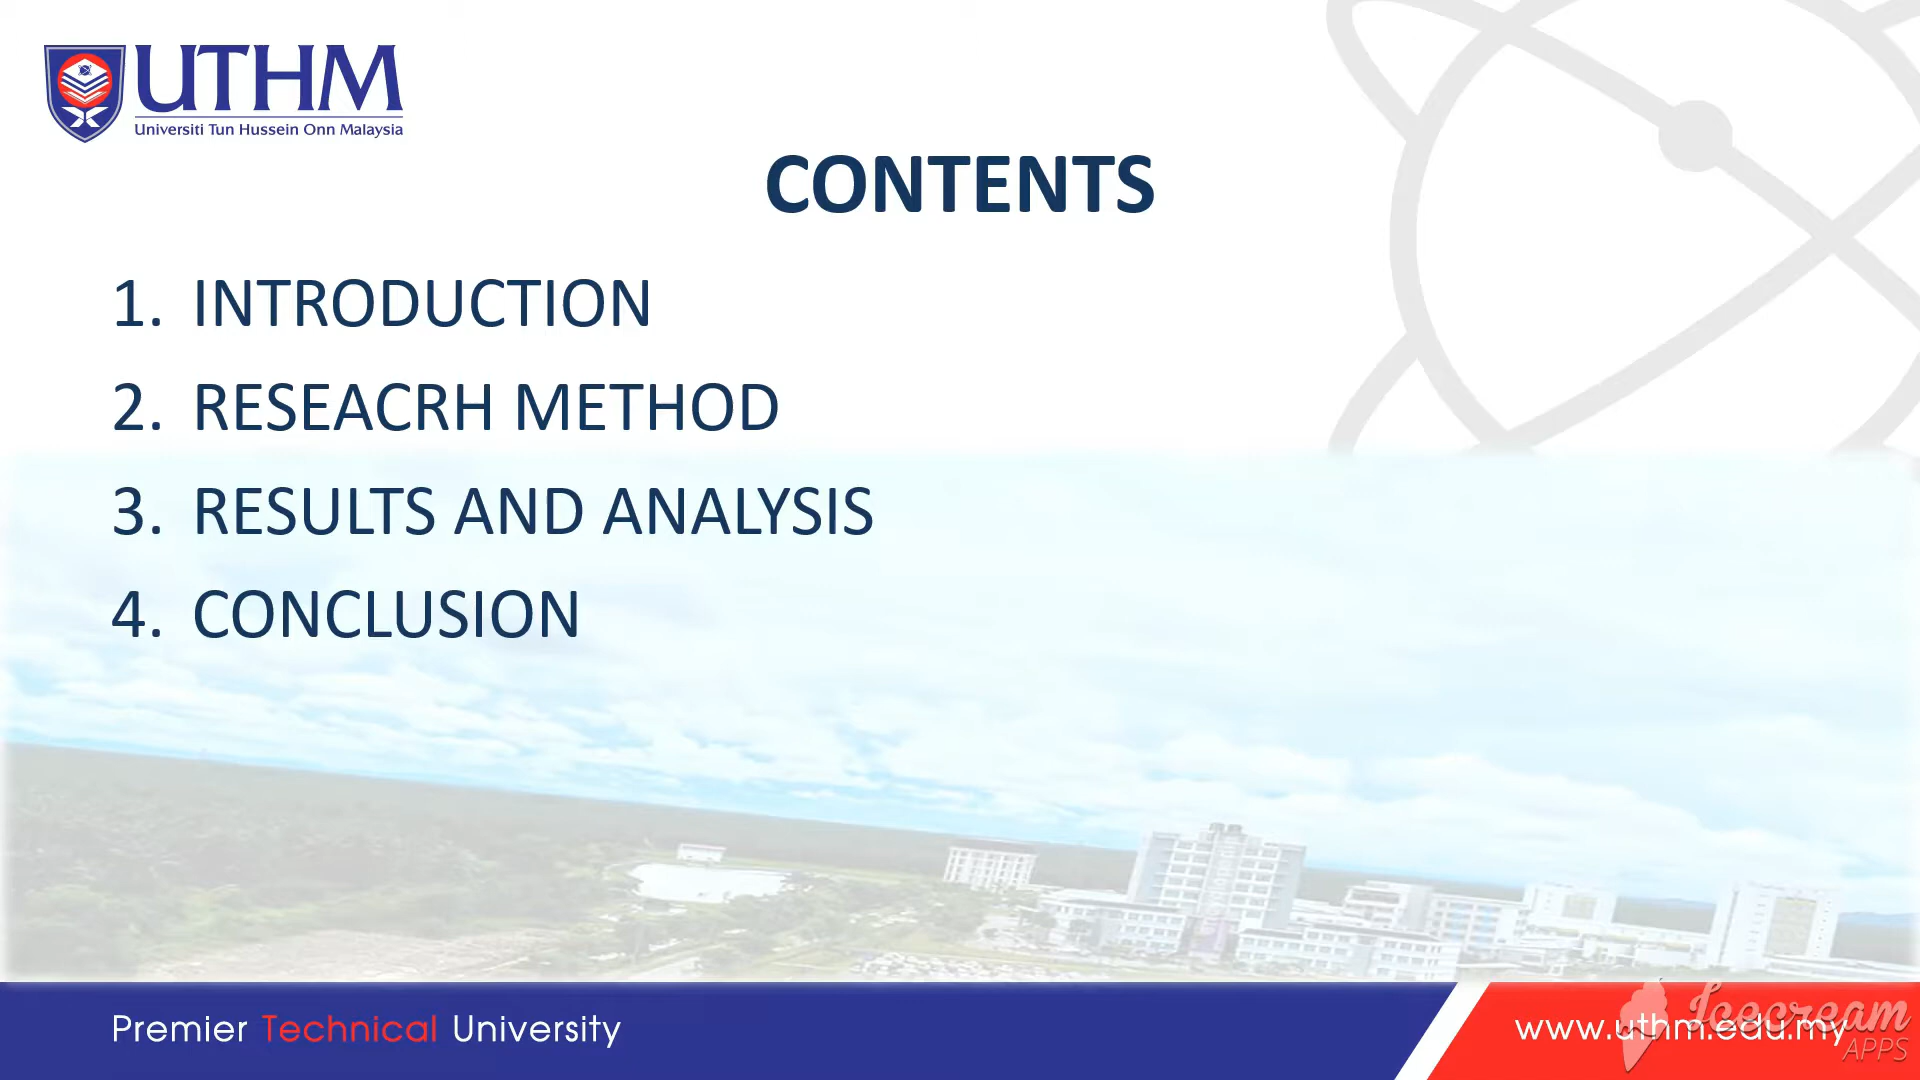 UTHM
Universiti Tun Hussein Onn Malaysia
CONTENTS
1. INTRODUCTION
2. RESEACRH METHOD
3. RESULTS AND ANALYSIS
4. CONCLUSION
Premier Technical University
www.uthm.edu.my
Icecream
APPS